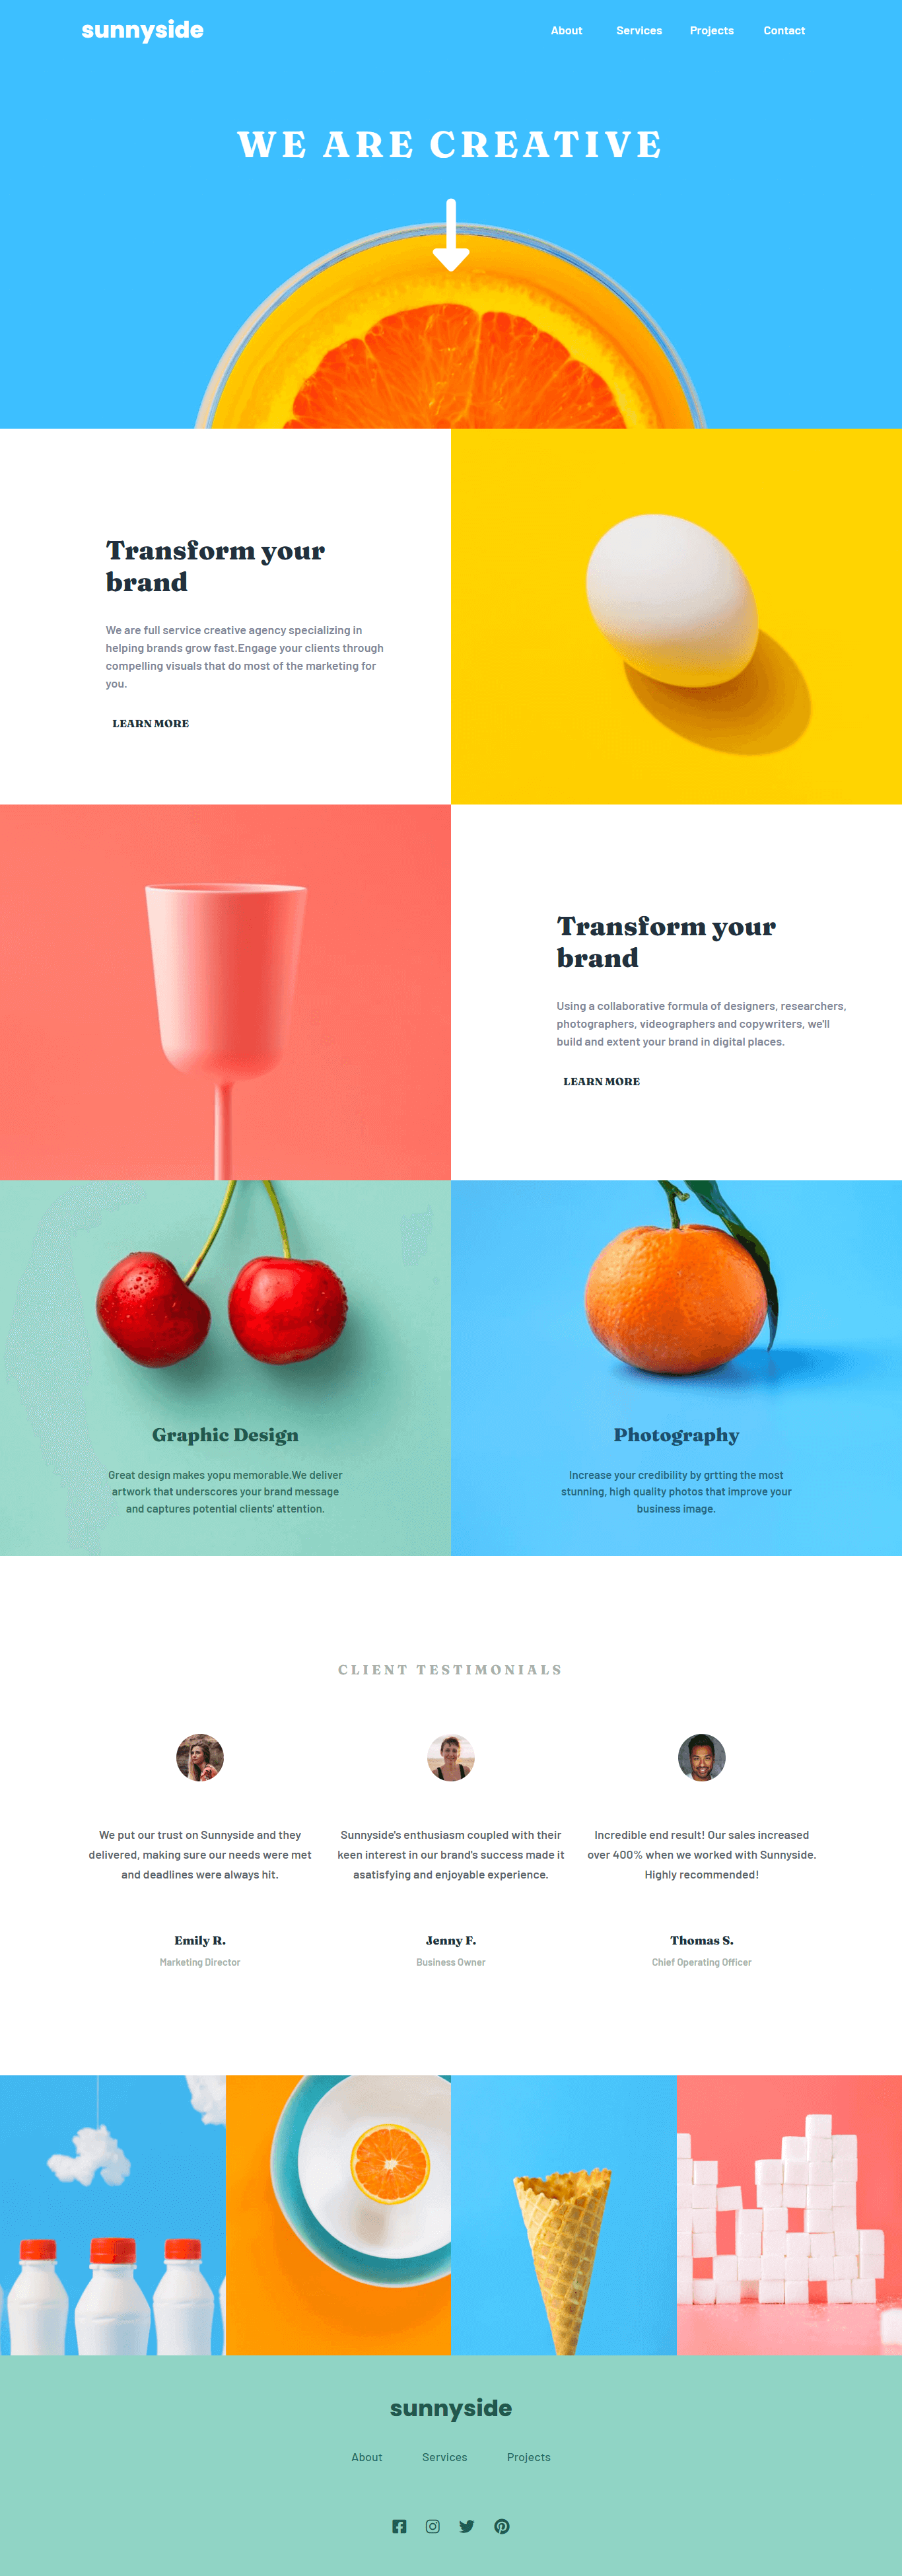 sunnyside
About Services Projects Contact
WE ARE CREATIVE
Transform your
brand
We are full service creative agency specializing in
helping brands grow fast.Engage your clients through
compelling visuals that do most of the marketing for
you.
LEARN MORE
Transform your
brand
Using a collaborative formula of designers, researchers,
photographers, videographers and copywriters, we'll
build and extent your brand in digital places.
LEARN MORE
Graphic Design
Great design makes yopu memorable.We deliver
artwork that underscores your brand message
and captures potential clients' attention.
Photography
Increase your credibility by grtting the most
stunning, high quality photos that improve your
business image.
CLIENT TESTIMONIALS
We put our trust on Sunnyside and they
delivered, making sure our needs were met
and deadlines were always hit.
Emily R.
Marketing Director
Sunnyside's enthusiasm coupled with their
keen interest in our brand's success made it
asatisfying and enjoyable experience.
Jenny F.
Business Owner
Incredible end result! Our sales increased
over 400% when we worked with Sunnyside.
Highly recommended!
Thomas S.
Chief Operating Officer
sunnyside
About Services Projects